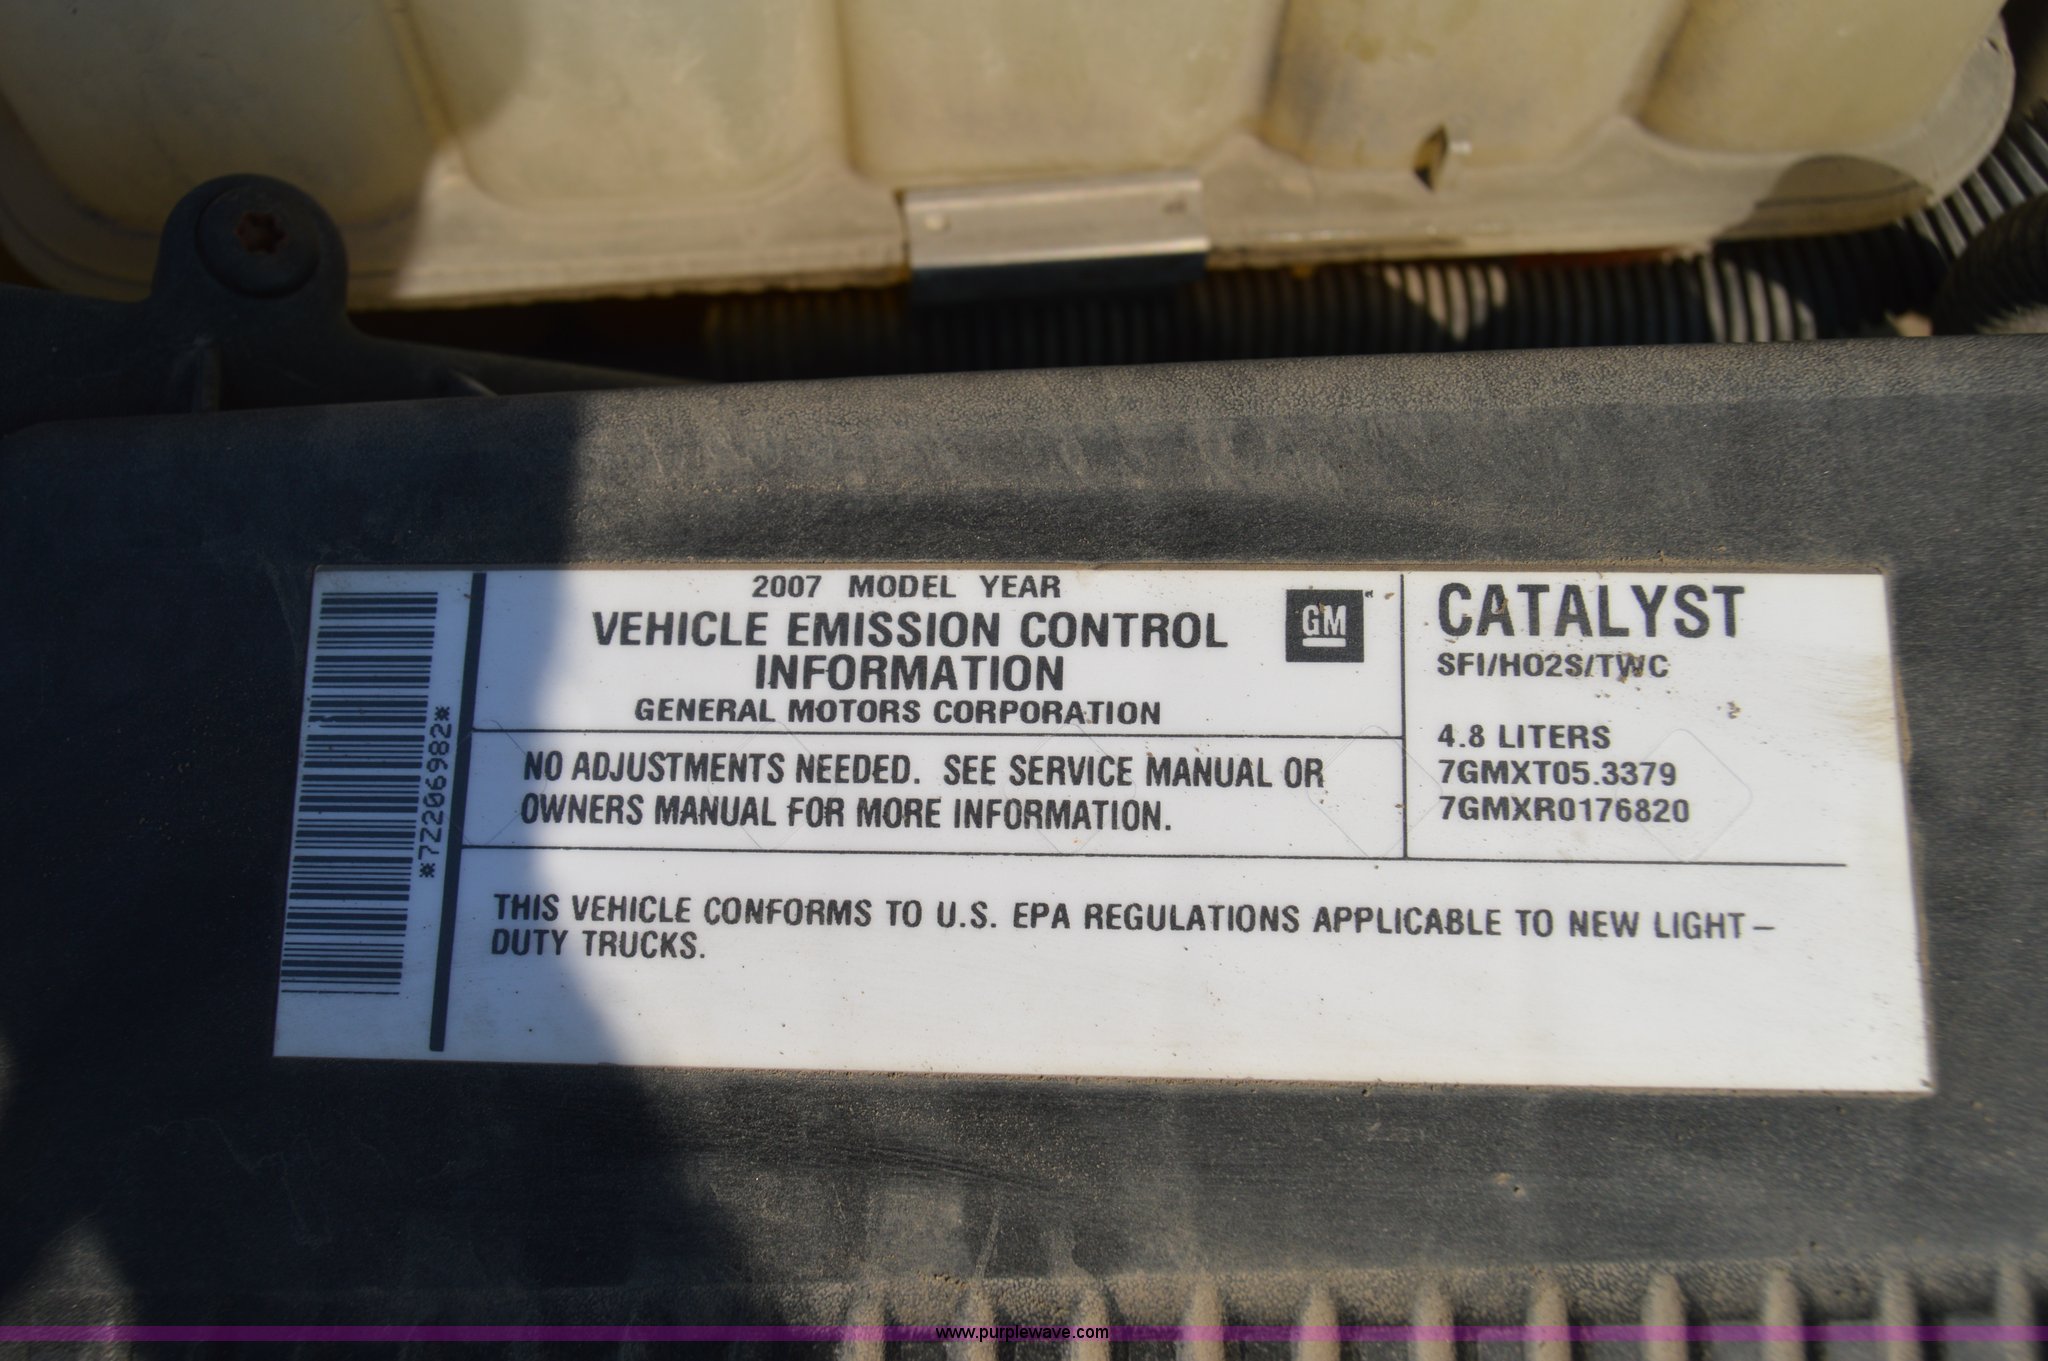 2007 MODEL YEAR
VEHICLE EMISSION CONTROL
INFORMATION
GENERAL MOTORS CORPORATION
GM
NO ADJUSTMENTS NEEDED. SEE SERVICE MANUAL OR
OWNERS MANUAL FOR MORE INFORMATION.
CATALYST
SFI/HO2S/TWC
4.8 LITERS
7GMXT05.3379
7GMXR0176820
THIS VEHICLE CONFORMS TO U.S. EPA REGULATIONS APPLICABLE TO NEW LIGHT-
DUTY TRUCKS.
*7Z206982*
www.purplewave.com